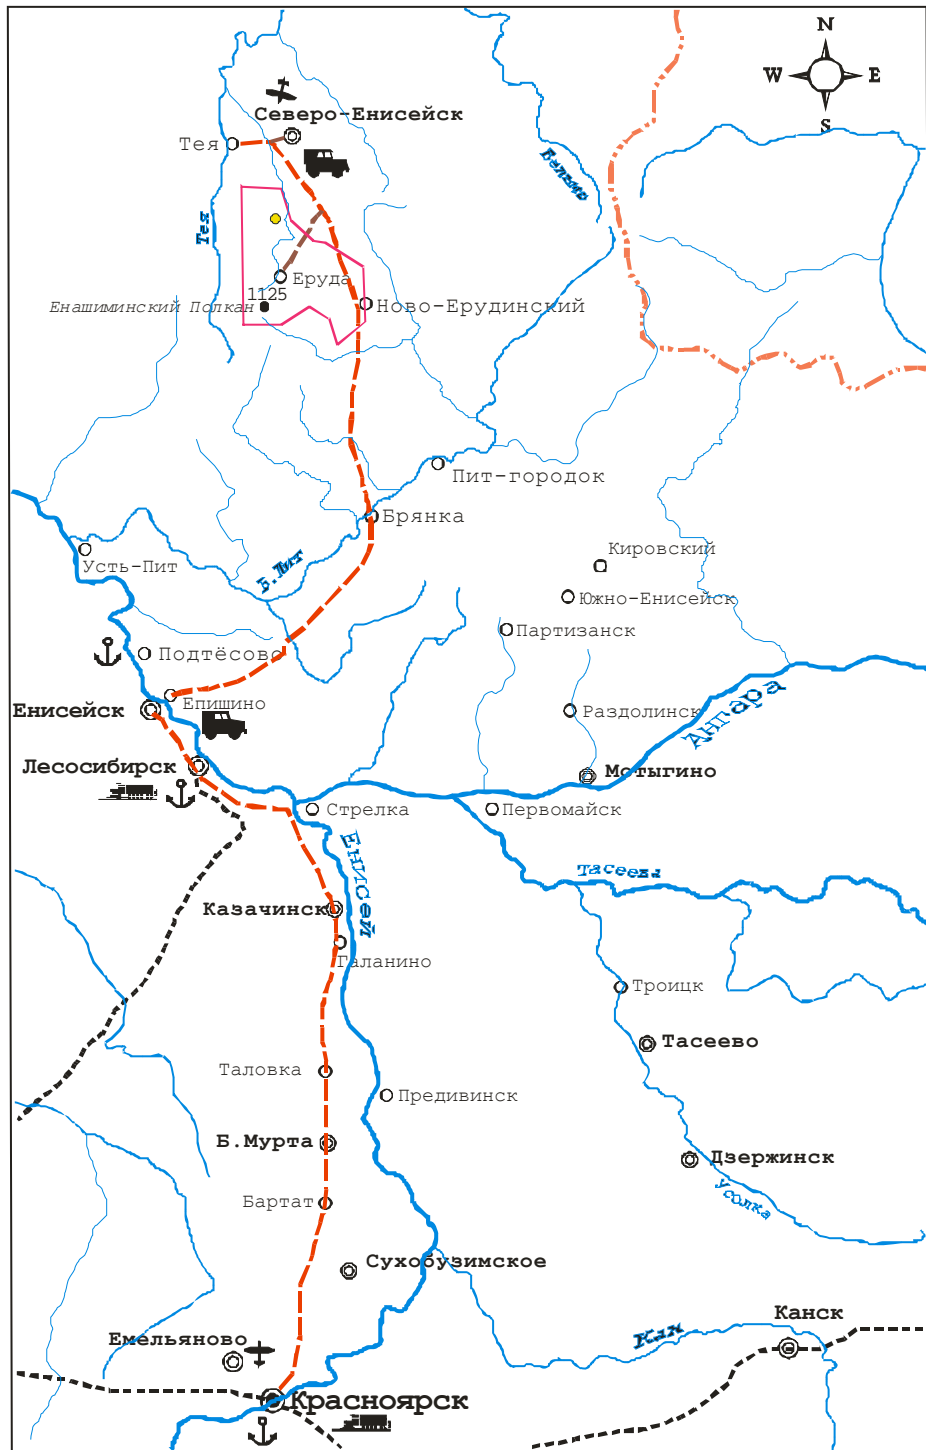 N
W E
S
Северо-Енисейск
Тея
Вельмо
Тея
Еруда
1125
Енашиминский Полкан
Ново-Ерудинский
Пит-городок
Брянка
Усть-Пит
Б.Пит
Кировский
Южно-Енисейск
Партизанск
Подтёсово
Епишино
Енисейск
Раздолинск
Ангара
Лесосибирск
Мотыгино
Стрелка
Первомайск
Енисей
Тасеева
Казачинск
Галанино
Троицк
Тасеево
Таловка
Предивинск
Б.Мурта
Дзержинск
Усолка
Бартат
Сухобузимское
Канск
Кан
Емельяново
Красноярск